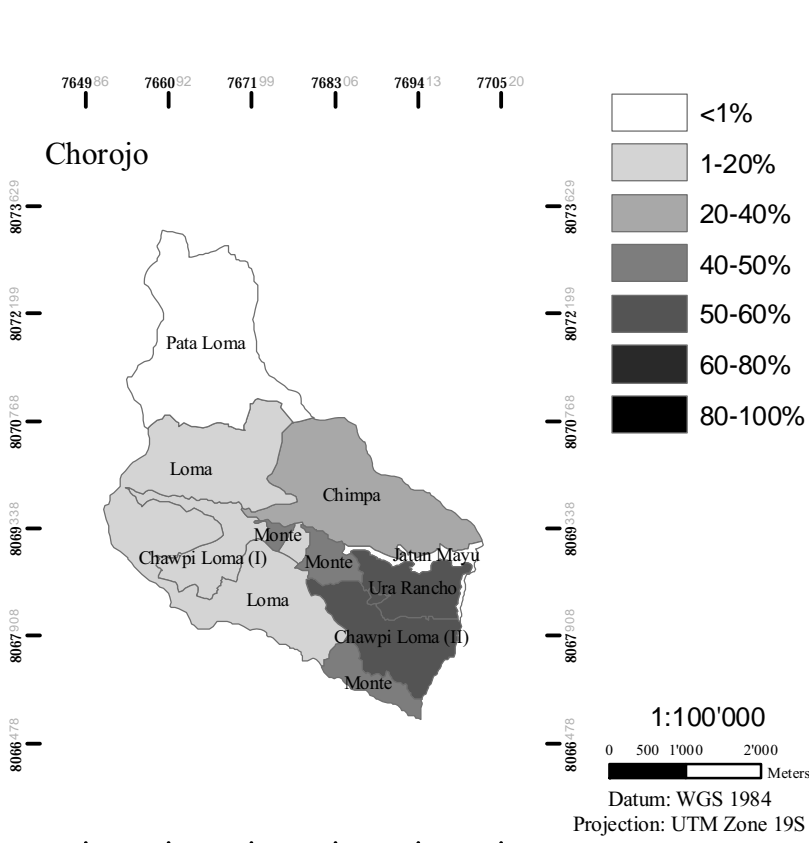 764986 766092 767199 768306 769413 770520
<1%
Chorojo
1-20%
8073629 8073629
20-40%
40-50%
8072199 8072199
50-60%
Pata Loma
60-80%
80-100%
8070768 8070768
Loma
Chimpa
8069338 8069338
Monte
Jatun Mayu
Chawpi Loma (I)
Monte
Ura Rancho
Loma
8067908 8067908
Chawpi Loma (II)
Monte
1:100'000
8066478 8066478
0 500 1'000 2'000
Meters
Datum: WGS 1984
Projection: UTM Zone 19S